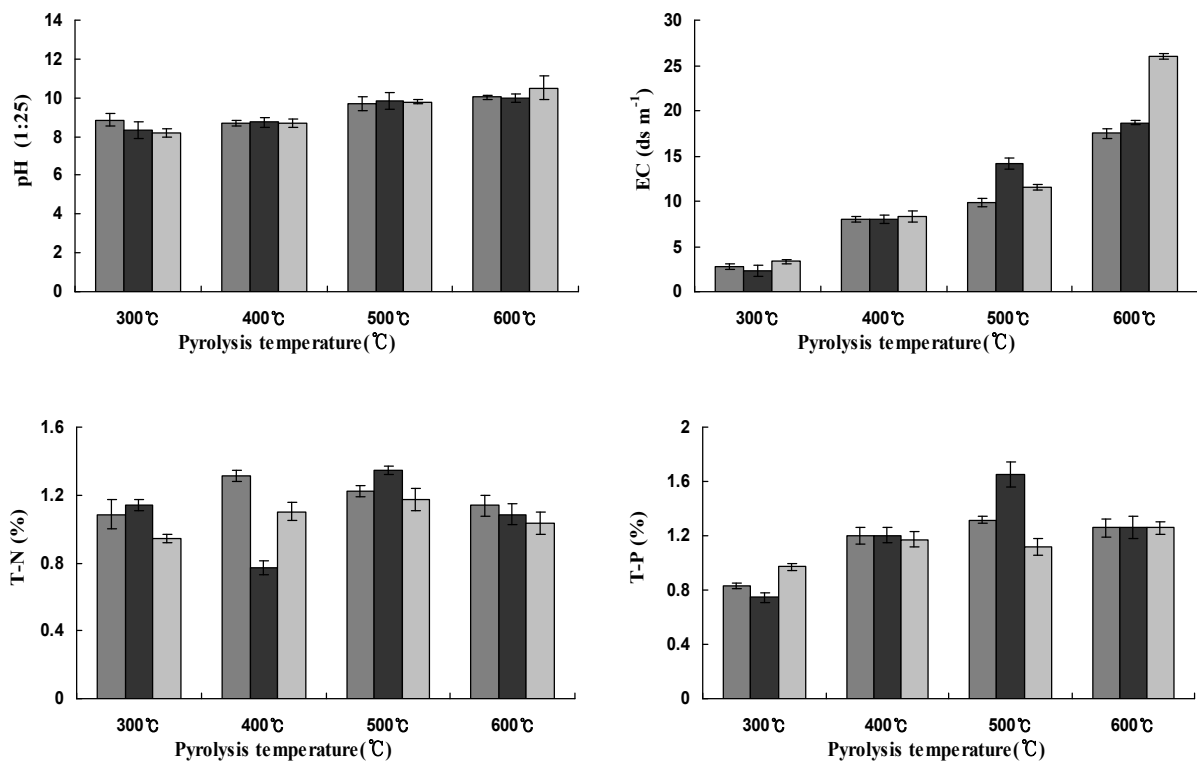 14
12
10
8
6
4
2
0
pH (1:25)
300℃ 400℃ 500℃ 600℃
Pyrolysis temperature(℃)
30
25
20
15
10
5
0
EC (ds m⁻¹)
300℃ 400℃ 500℃ 600℃
Pyrolysis temperature(℃)
1.6
1.2
0.8
0.4
0
T-N (%)
300℃ 400℃ 500℃ 600℃
Pyrolysis temperature(℃)
2
1.6
1.2
0.8
0.4
0
T-P (%)
300℃ 400℃ 500℃ 600℃
Pyrolysis temperature(℃)